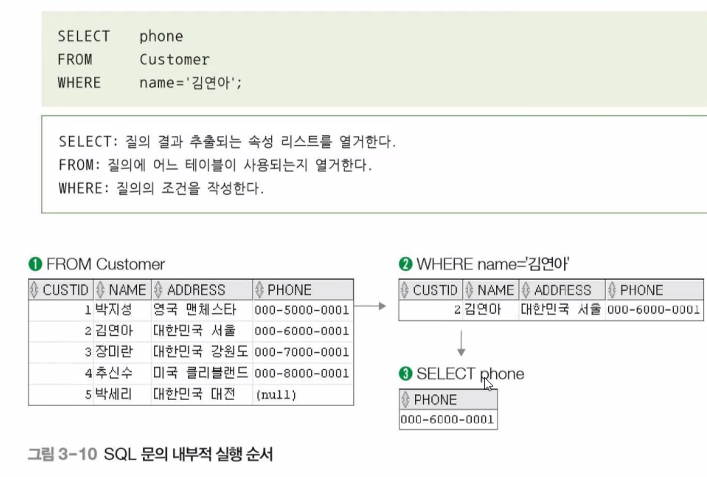 SELECT phone
FROM Customer
WHERE name='김연아';
SELECT: 질의 결과 추출되는 속성 리스트를 열거한다.
FROM: 질의에 어느 테이블이 사용되는지 열거한다.
WHERE: 질의의 조건을 작성한다.
1 FROM Customer
CUSTID NAME ADDRESS PHONE
1 박지성 영국 맨체스타 000-5000-0001
2 김연아 대한민국 서울 000-6000-0001
3 장미란 대한민국 강원도 000-7000-0001
4 추신수 미국 클리블랜드 000-8000-0001
5 박세리 대한민국 대전 (null)
2 WHERE name='김연아'
CUSTID NAME ADDRESS PHONE
2 김연아 대한민국 서울 000-6000-0001
3 SELECT phone
PHONE
000-6000-0001
그림 3-10 SQL 문의 내부적 실행 순서